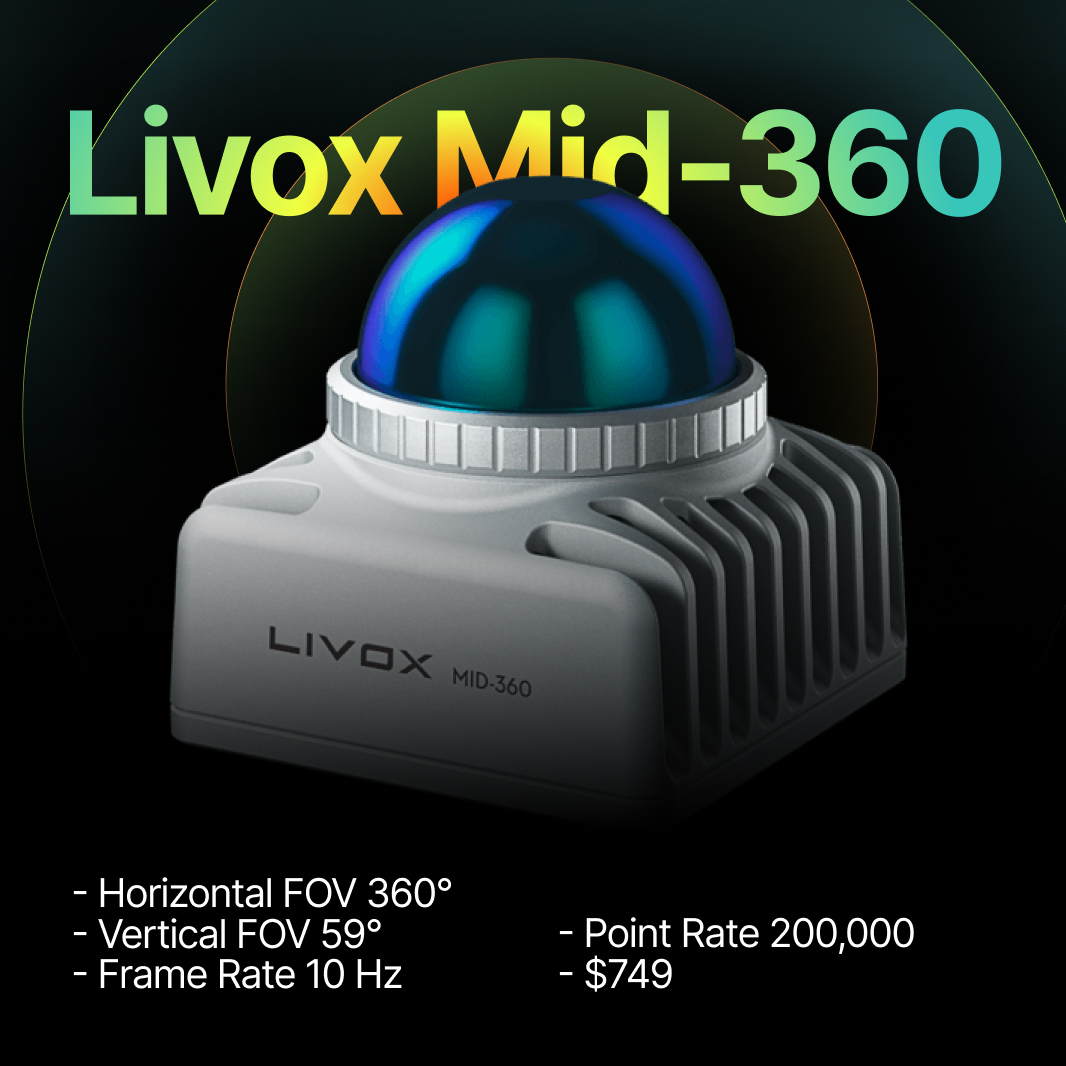 Livox Mid-360
LIVOX MID-360
- Horizontal FOV 360°
- Vertical FOV 59°
- Frame Rate 10 Hz
- Point Rate 200,000
- $749